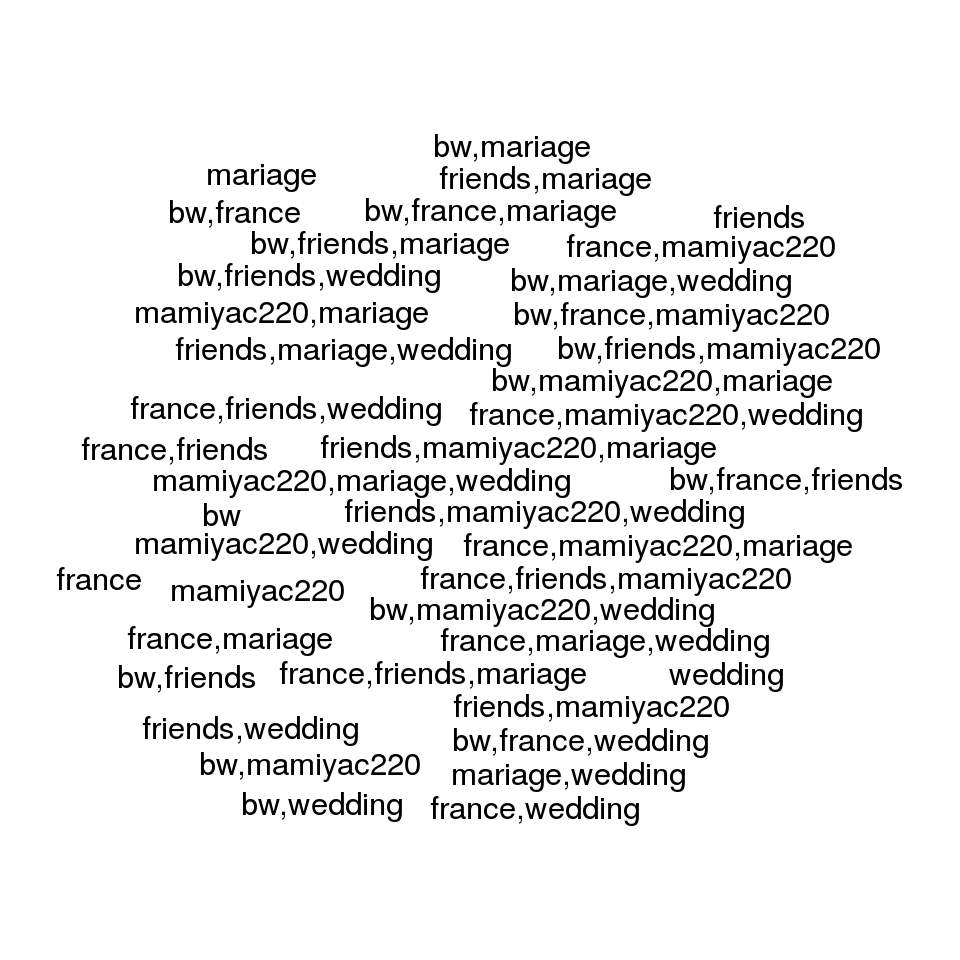 bw,mariage
mariage
friends,mariage
bw,france
bw,france,mariage
friends
bw,friends,mariage
france,mamiyac220
bw,friends,wedding
bw,mariage,wedding
mamiyac220,mariage
bw,france,mamiyac220
friends,mariage,wedding
bw,friends,mamiyac220
bw,mamiyac220,mariage
france,friends,wedding
france,mamiyac220,wedding
france,friends
friends,mamiyac220,mariage
mamiyac220,mariage,wedding
bw,france,friends
bw
friends,mamiyac220,wedding
mamiyac220,wedding
france,mamiyac220,mariage
france
mamiyac220
france,friends,mamiyac220
bw,mamiyac220,wedding
france,mariage
france,mariage,wedding
bw,friends
france,friends,mariage
wedding
friends,mamiyac220
friends,wedding
bw,france,wedding
bw,mamiyac220
mariage,wedding
bw,wedding
france,wedding